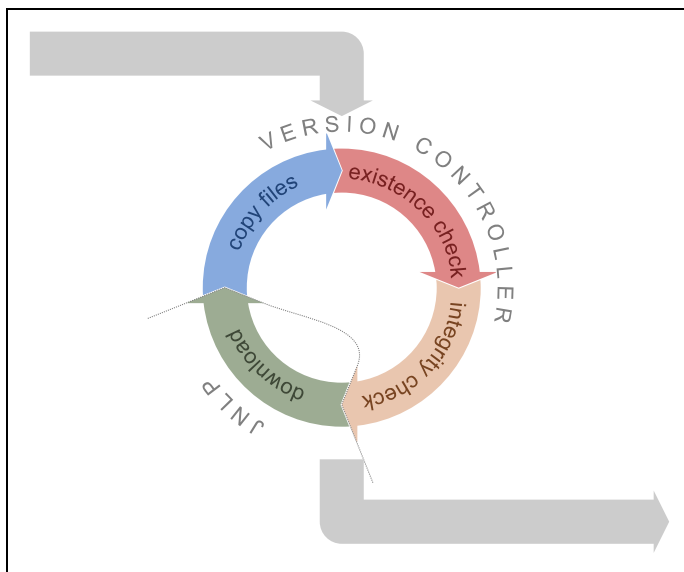 VERSION CONTROLLER
copy files
existence check
integrity check
download
JNLP